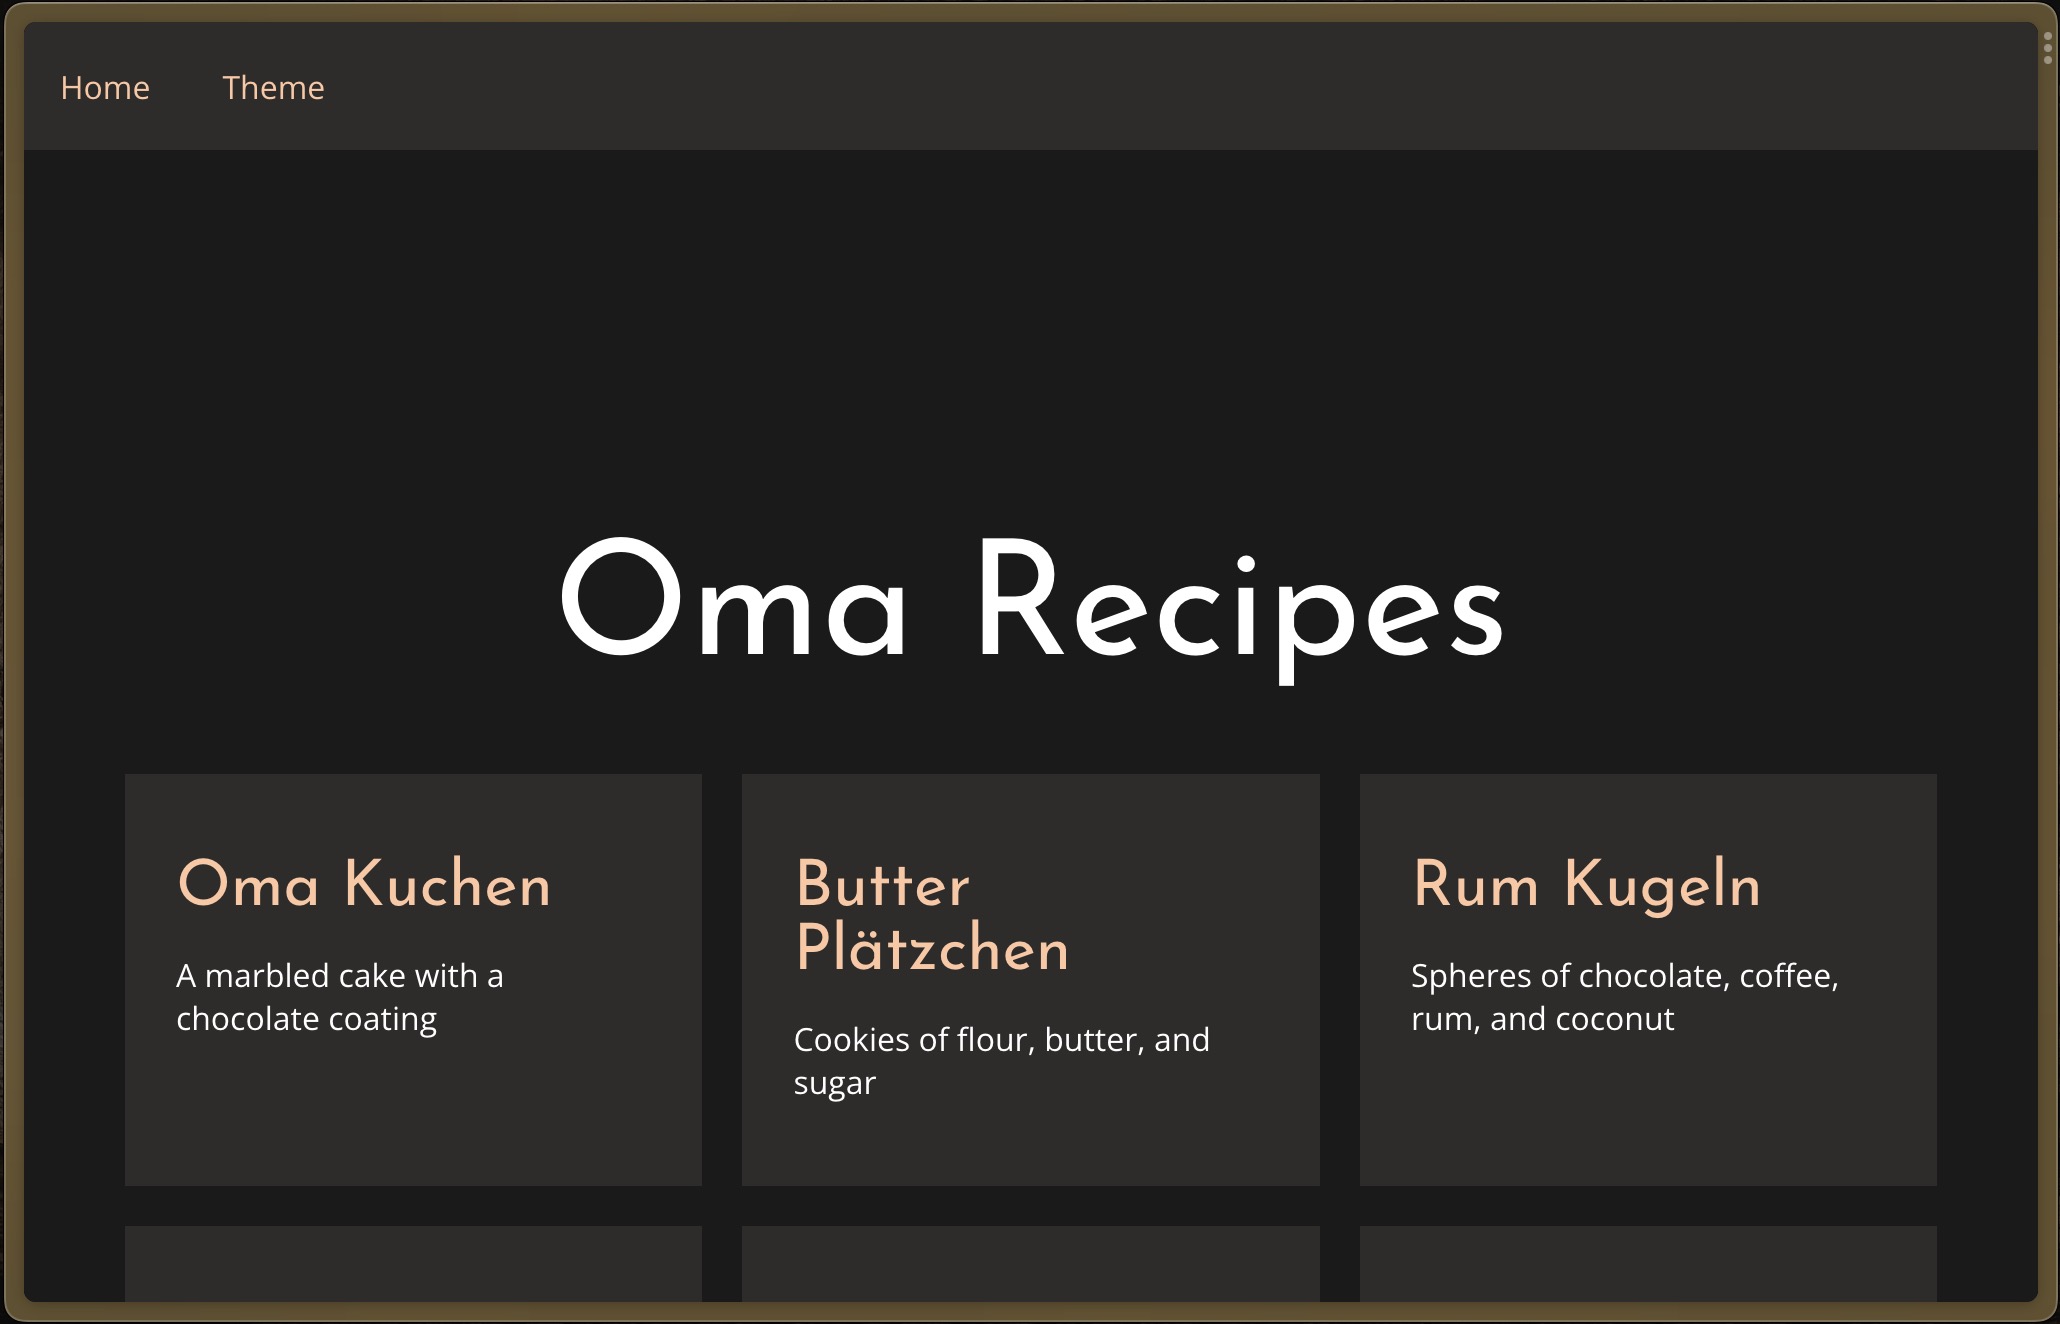 Home
Theme
Oma Recipes
Oma Kuchen
A marbled cake with a
chocolate coating
Butter
Plätzchen
Cookies of flour, butter, and
sugar
Rum Kugeln
Spheres of chocolate, coffee,
rum, and coconut